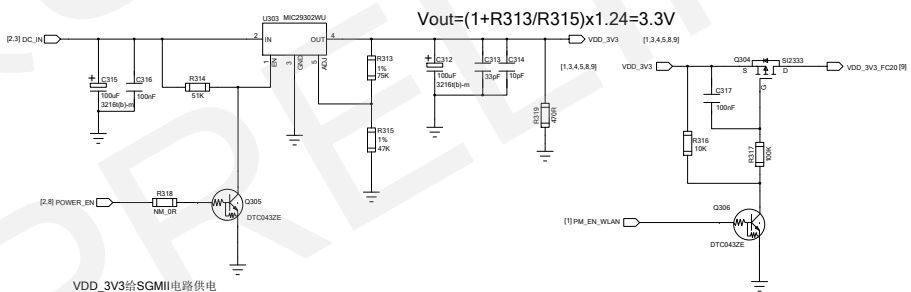 Vout=(1+R313/R315)x1.24=3.3V
U303 MIC29302WU
[2,3] DC_IN
2
IN
OUT
4
EN
GND
ADJ
1
3
5
VDD_3V3
[1,3,4,5,8,9]
C315
100uF
3216t(b)-m
C316
100nF
R314
51K
R313
1%
75K
R315
1%
47K
C312
100uF
3216t(b)-m
C313
33pF
C314
10pF
R319
470R
[2,8] POWER_EN
R318
NM_0R
Q305
DTC043ZE
VDD_3V3给SGMII电路供电
[1,3,4,5,8,9]
VDD_3V3
Q304
SI2333
S
D
G
VDD_3V3_FC20 [9]
C317
100nF
R316
10K
R317
100K
[1] PM_EN_WLAN
Q306
DTC043ZE
PRELI